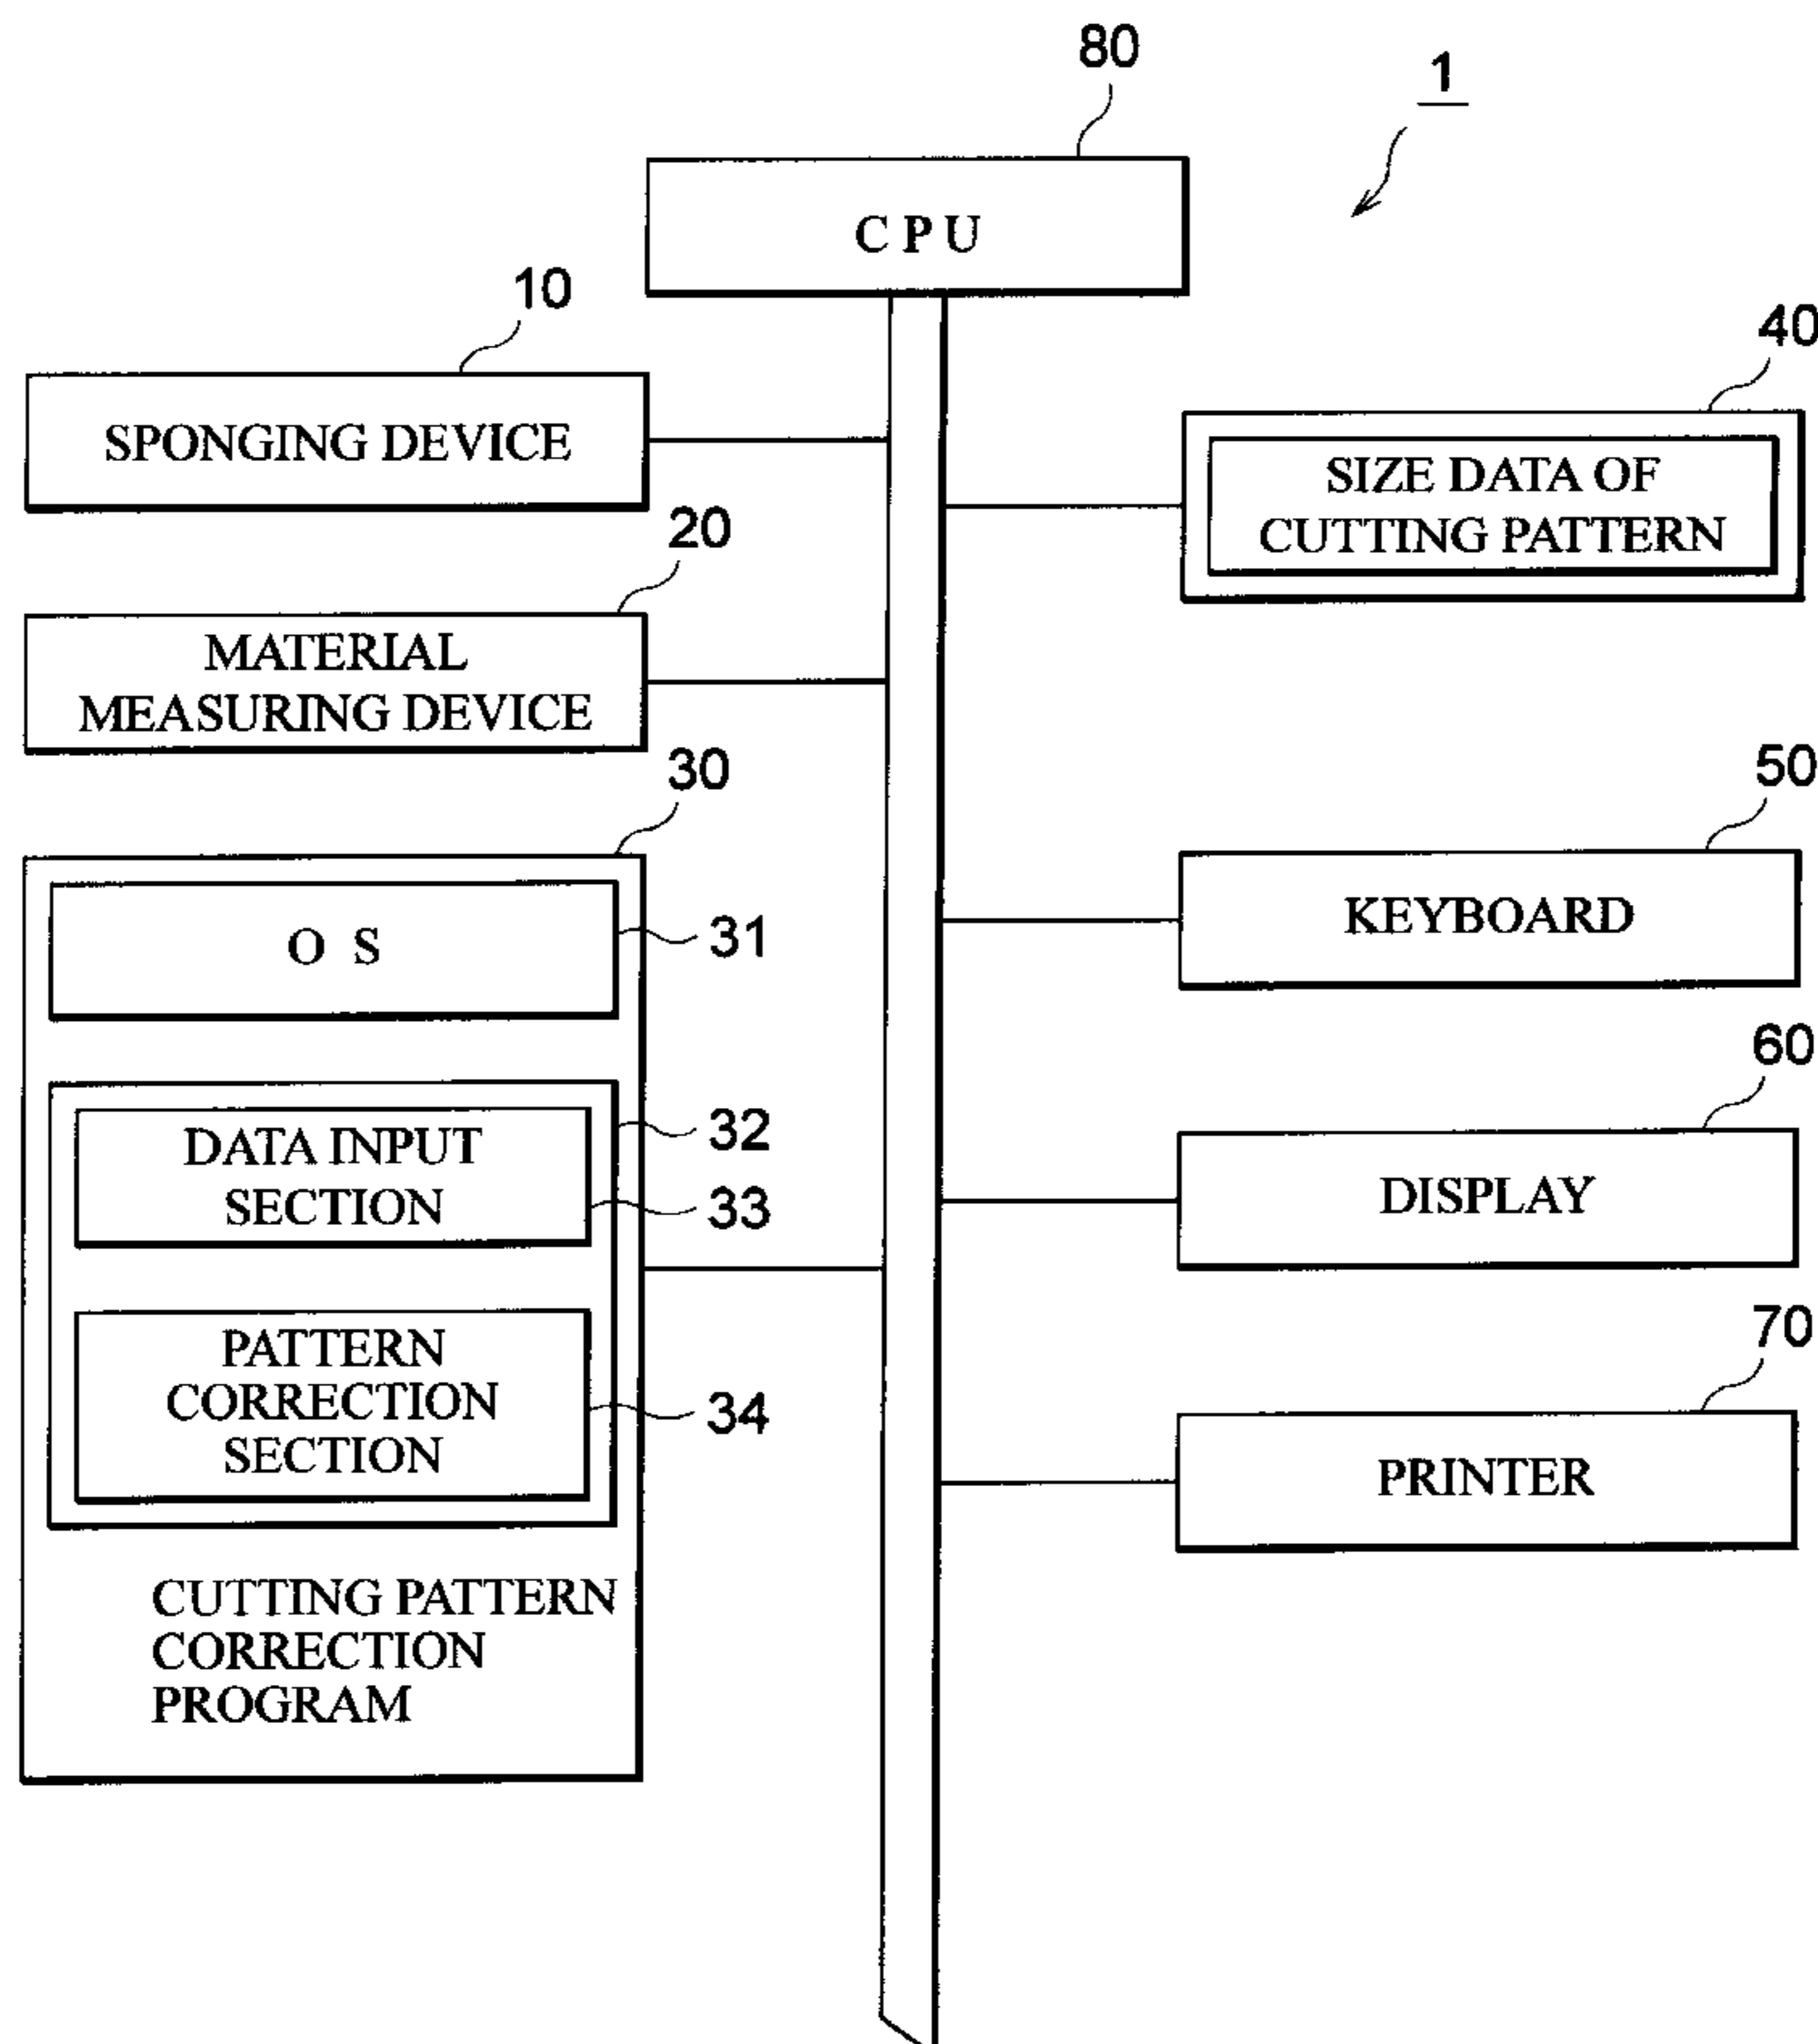 80
1
C P U
10
SPONGING DEVICE
40
SIZE DATA OF
CUTTING PATTERN
20
MATERIAL
MEASURING DEVICE
30
O S
31
50
KEYBOARD
32
DATA INPUT
SECTION
33
60
DISPLAY
PATTERN
CORRECTION
SECTION
34
70
PRINTER
CUTTING PATTERN
CORRECTION
PROGRAM